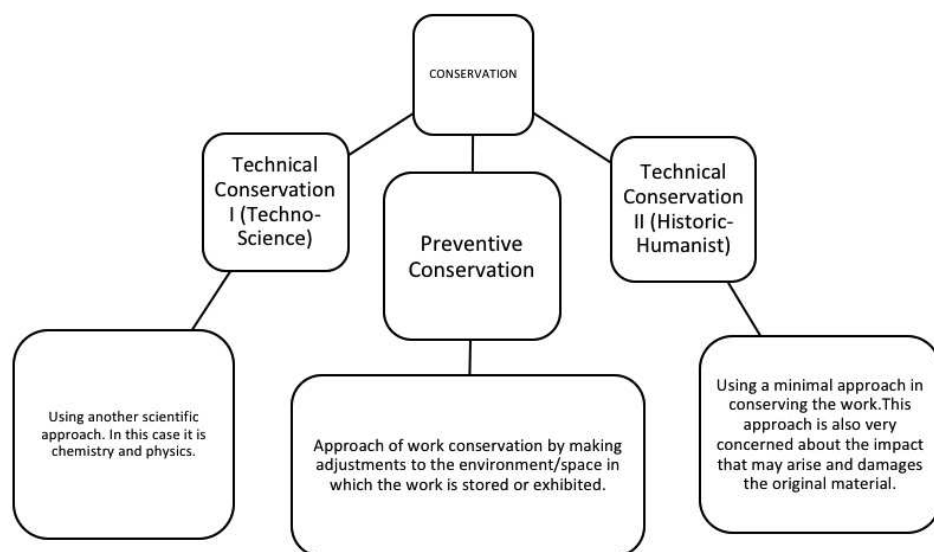 CONSERVATION
Technical
Conservation
I (Techno-
Science)
Preventive
Conservation
Technical
Conservation
II (Historic-
Humanist)
Using another scientific
approach. In this case it is
chemistry and physics.
Approach of work conservation by making
adjustments to the environment/space in
which the work is stored or exhibited.
Using a minimal approach in
conserving the work.This
approach is also very
concerned about the impact
that may arise and damages
the original material.